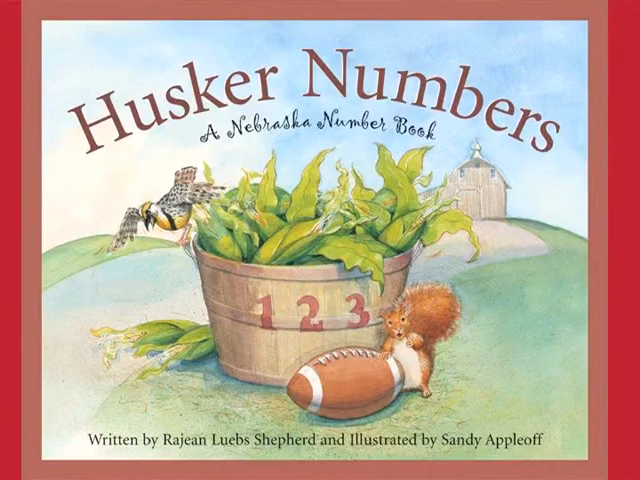 Husker Numbers
A Nebraska Number Book
1 2 3
Written by Rajean Luebs Shepherd and Illustrated by Sandy Appleoff